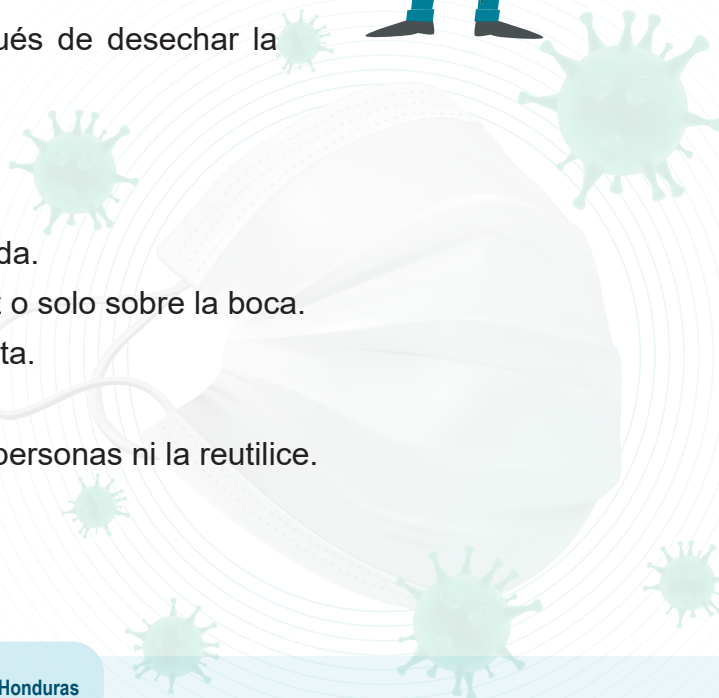 ués de desechar la
da.
o solo sobre la boca.
ta.
personas ni la reutilice.
Honduras